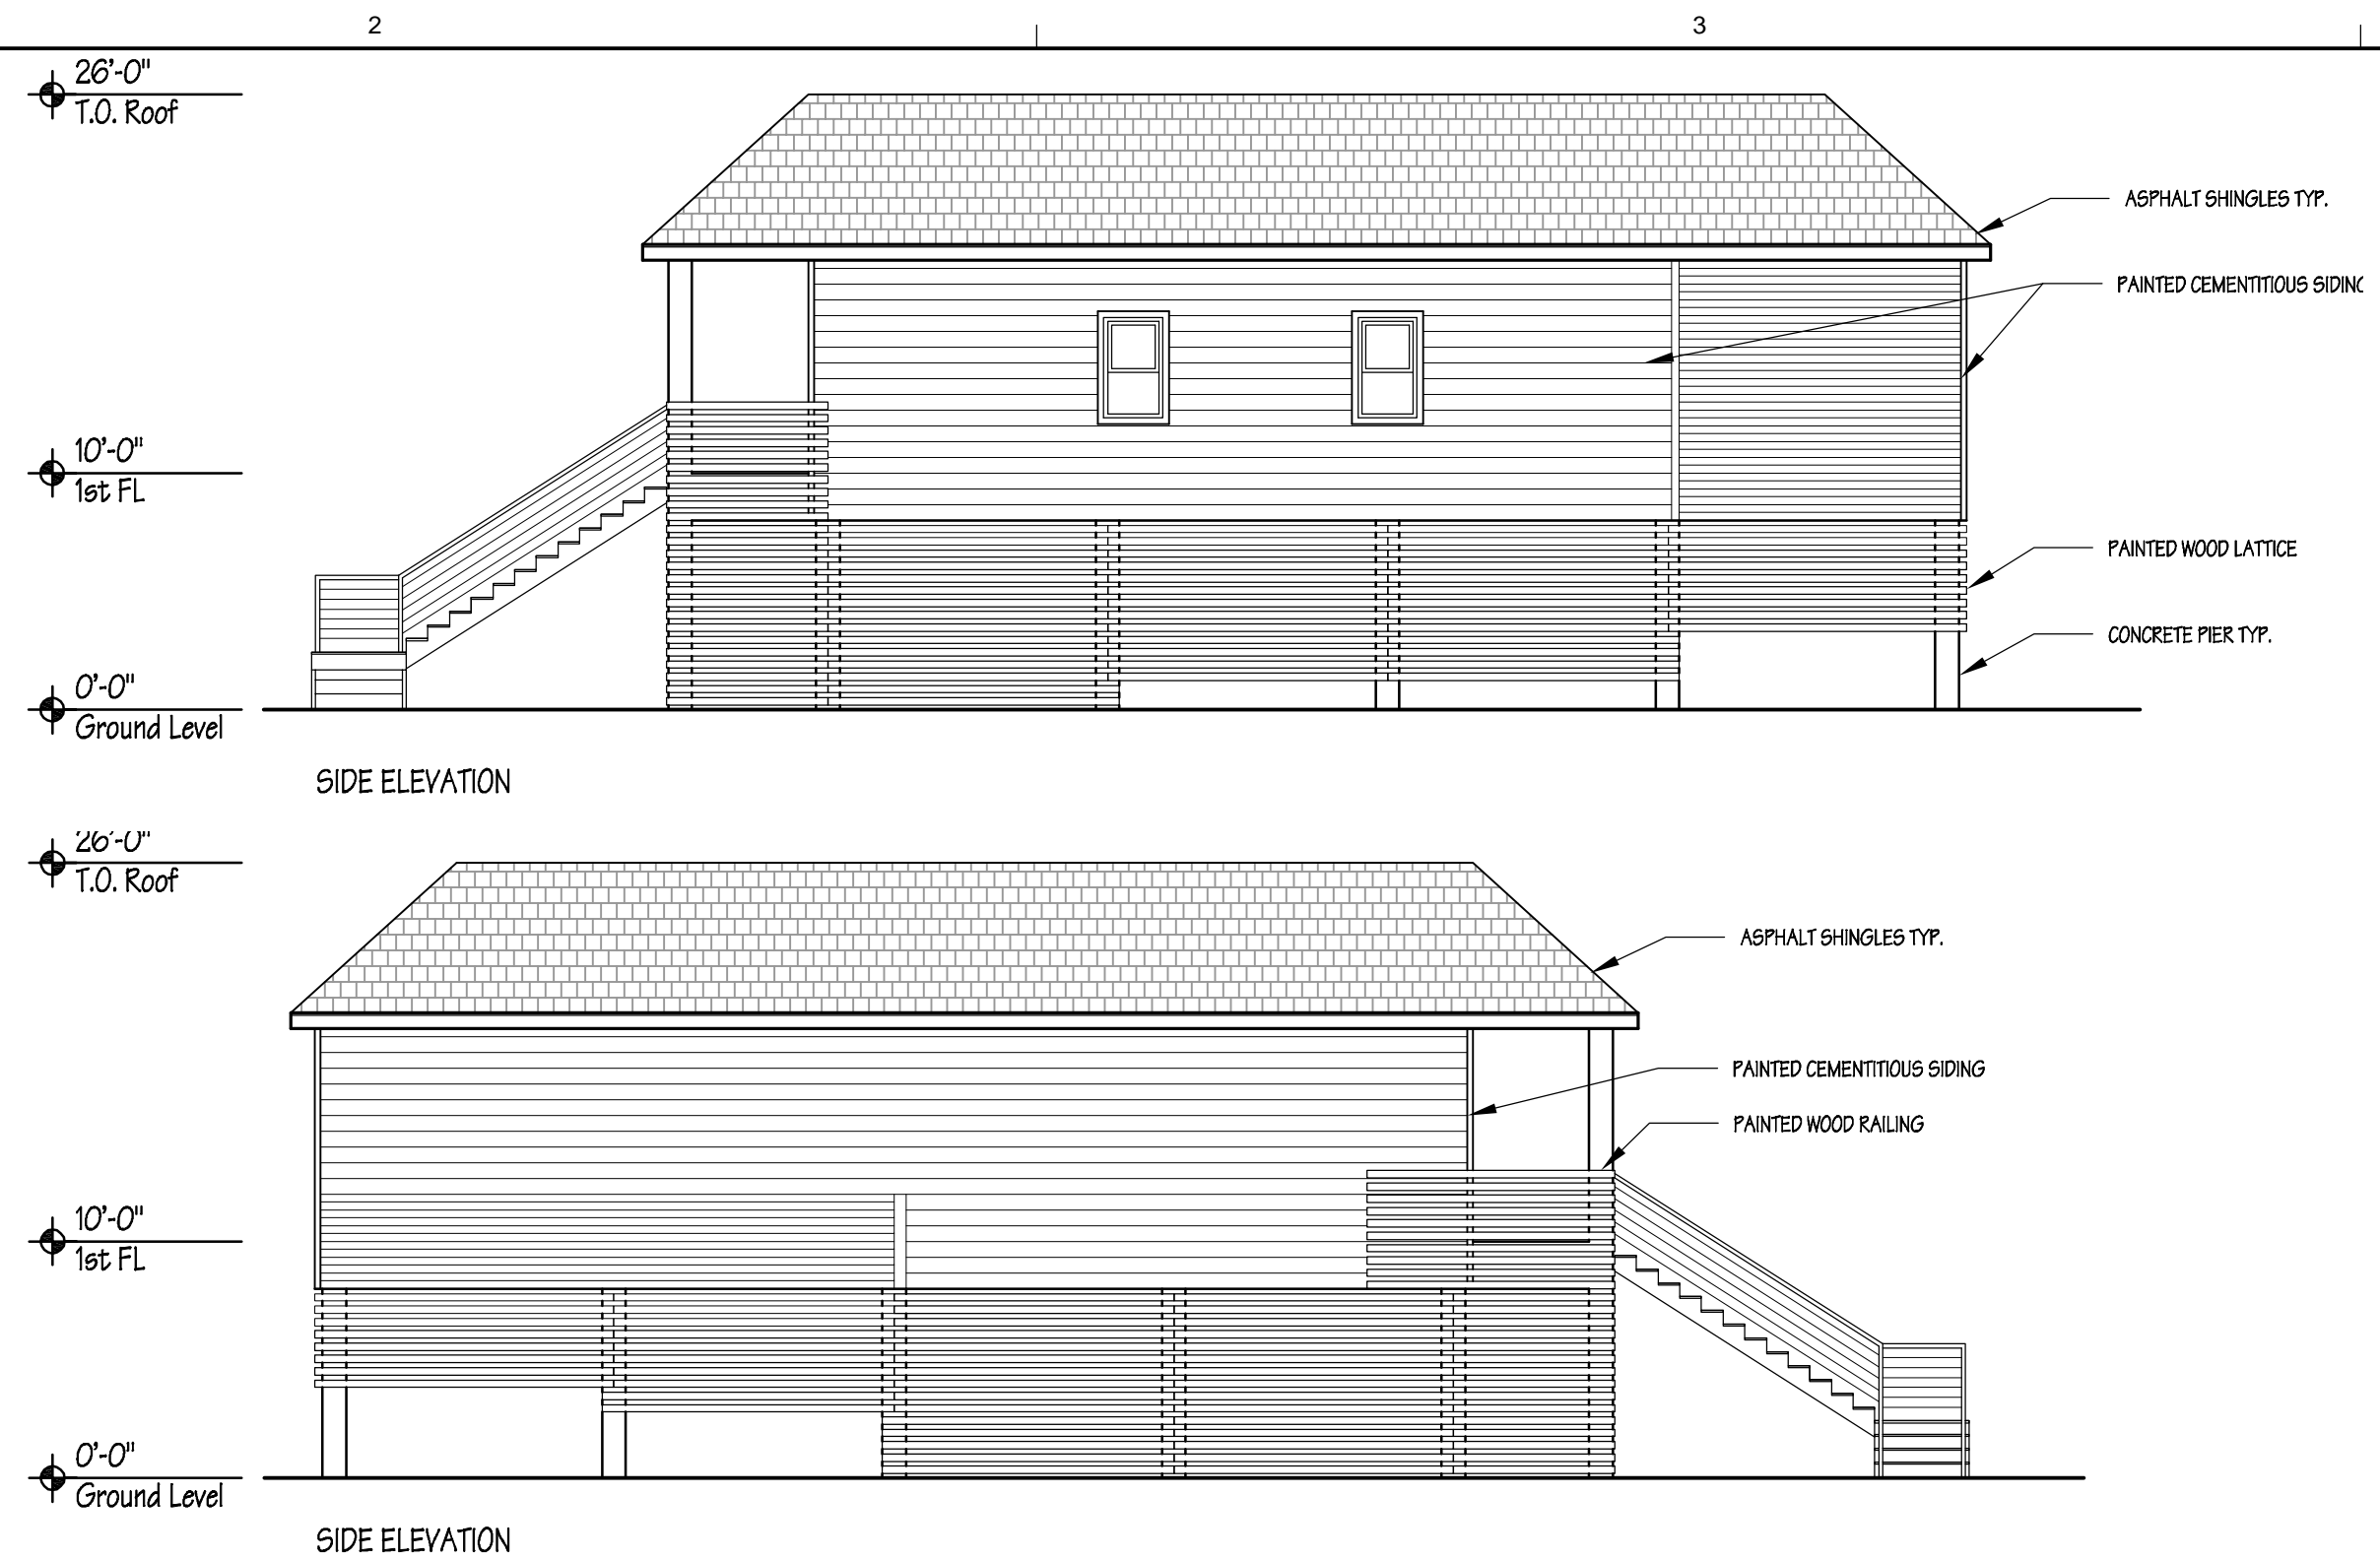 2
3
26'-0"
T.O. Roof
ASPHALT SHINGLES TYP.
PAINTED CEMENTITIOUS SIDING
10'-0"
1st FL
PAINTED WOOD LATTICE
CONCRETE PIER TYP.
0'-0"
Ground Level
SIDE ELEVATION
26'-0"
T.O. Roof
ASPHALT SHINGLES TYP.
PAINTED CEMENTITIOUS SIDING
PAINTED WOOD RAILING
10'-0"
1st FL
0'-0"
Ground Level
SIDE ELEVATION